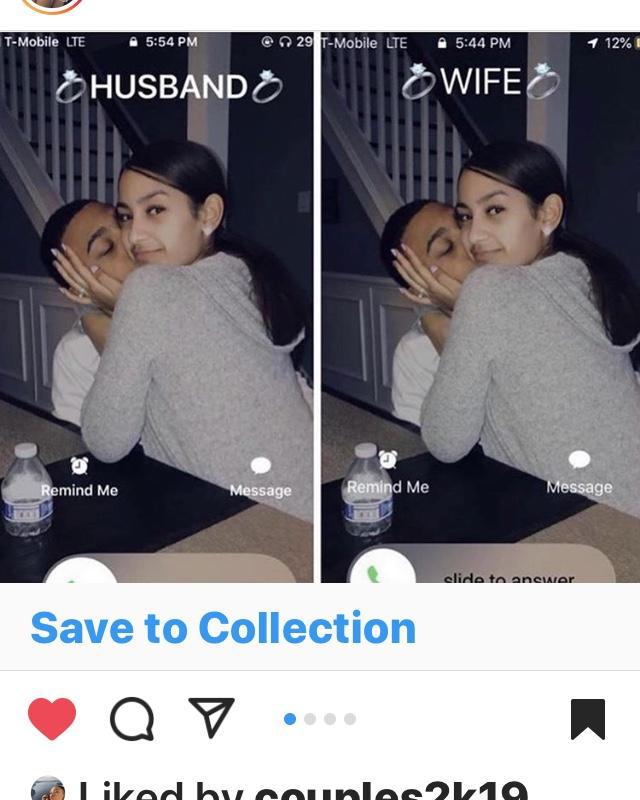 T-Mobile LTE 5:54 PM 29
T-Mobile LTE 5:44 PM 12%
💍HUSBAND💍
💍WIFE💍
Remind Me Message
Remind Me Message
slide to answer
Save to Collection
Liked by couples2k19